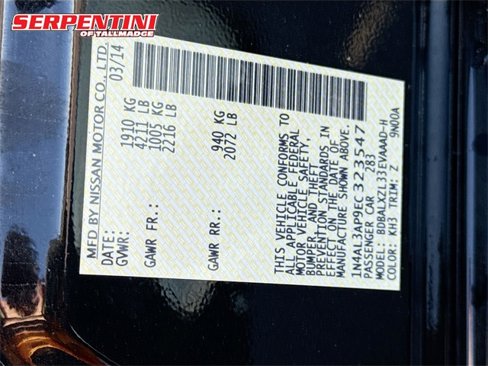 SERPENTINI
OF TALLMADGE
MFD BY NISSAN MOTOR CO., LTD.
DATE: 03/14
GVWR: 1910 KG
4211 LB
GAWR FR.: 1005 KG
2216 LB
GAWR RR.: 940 KG
2072 LB
THIS VEHICLE CONFORMS TO
ALL APPLICABLE FEDERAL
MOTOR VEHICLE SAFETY,
BUMPER, AND THEFT
PREVENTION STANDARDS IN
EFFECT ON THE DATE OF
MANUFACTURE SHOWN ABOVE.
1N4AL3AP9EC323547
PASSENGER CAR 283
MODEL: BDBALXZL33EVAAAD-H
COLOR: KH3 TRIM: Z 9N00A